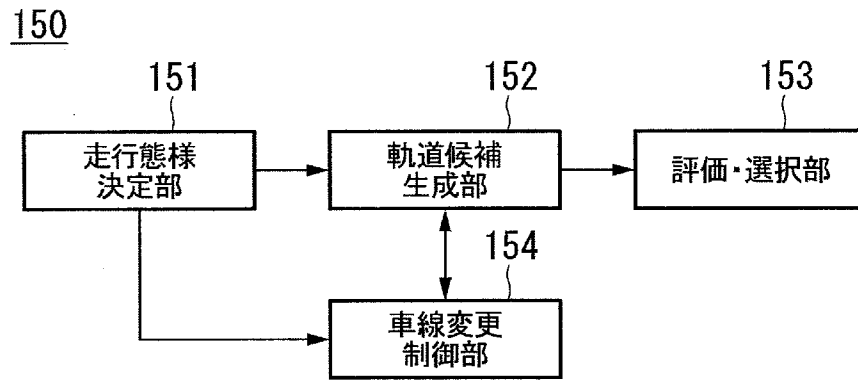 150
151
152
153
走行態様
決定部
軌道候補
生成部
評価・選択部
154
車線変更
制御部